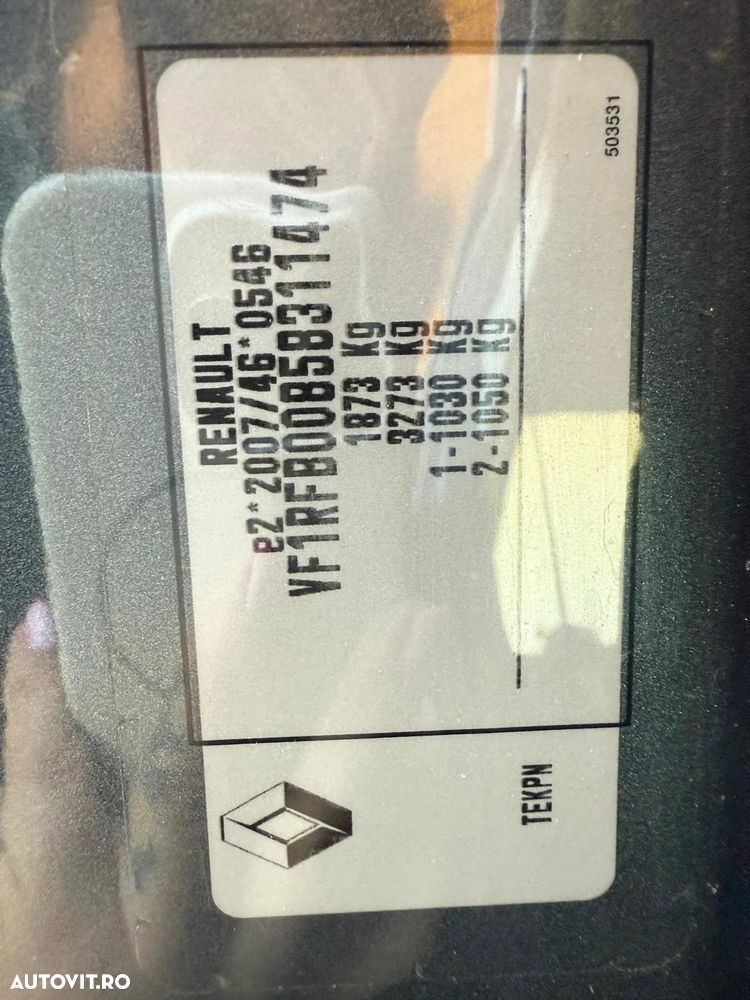 RENAULT
e2*2007/46*0546
VF1RFB00B58311474
1873 Kg
3273 Kg
1-1030 Kg
2-1050 Kg
503531
TEKPN
AUTOVIT.RO